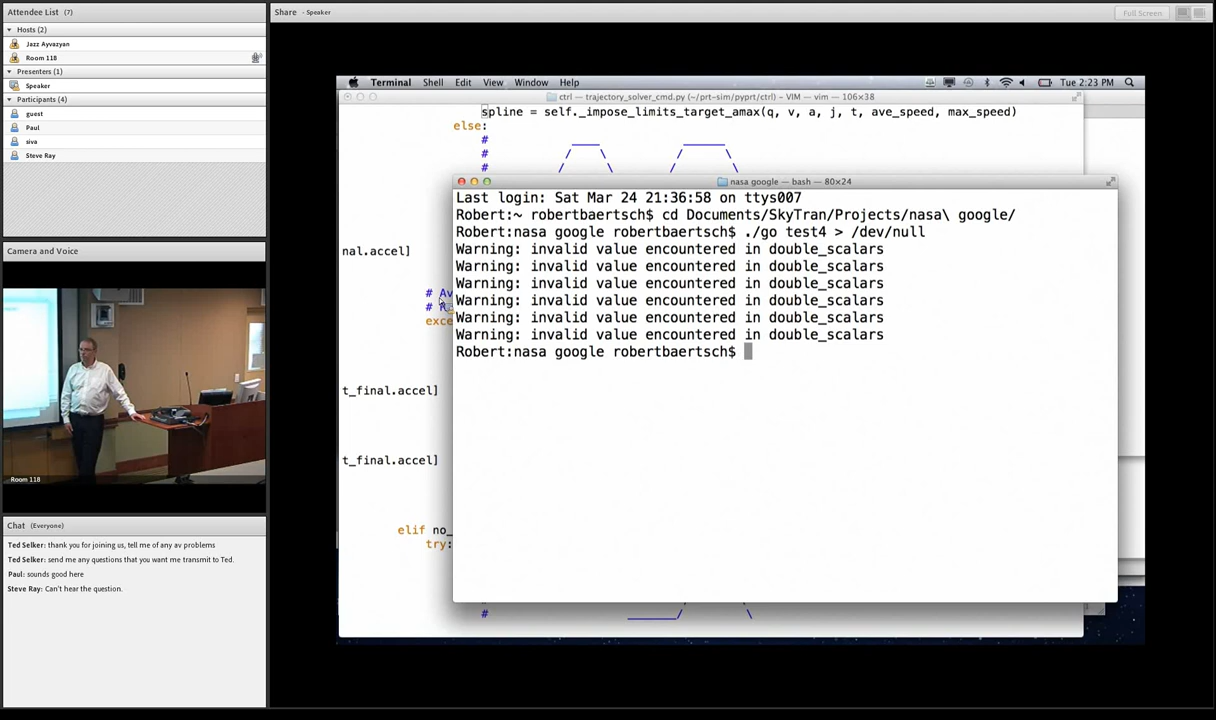 Attendee List (7)
Hosts (2)
Jazz Ayvazyan
Room 118
Presenters (1)
Speaker
Participants (4)
guest
Paul
siva
Steve Ray
Camera and Voice
Room 118
Chat (Everyone)
Ted Selker: thank you for joining us, tell me of any av problems
Ted Selker: send me any questions that you want me transmit to Ted.
Paul: sounds good here
Steve Ray: Can't hear the question.
Share - Speaker
Full Screen
Terminal Shell Edit View Window Help
Tue 2:23 PM
ctrl — trajectory_solver_cmd.py (~/prt-sim/pyprt/ctrl) - VIM — vim — 106×38
spline = self._impose_limits_target_amax(q, v, a, j, t, ave_speed, max_speed)
else:
#
#
#
nal.accel]
# Av
#
exce
t_final.accel]
t_final.accel]
elif no_
try:
#
nasa google — bash — 80×24
Last login: Sat Mar 24 21:36:58 on ttys007
Robert:~ robertbaertsch$ cd Documents/SkyTran/Projects/nasa\ google/
Robert:nasa google robertbaertsch$ ./go test4 > /dev/null
Warning: invalid value encountered in double_scalars
Warning: invalid value encountered in double_scalars
Warning: invalid value encountered in double_scalars
Warning: invalid value encountered in double_scalars
Warning: invalid value encountered in double_scalars
Warning: invalid value encountered in double_scalars
Robert:nasa google robertbaertsch$